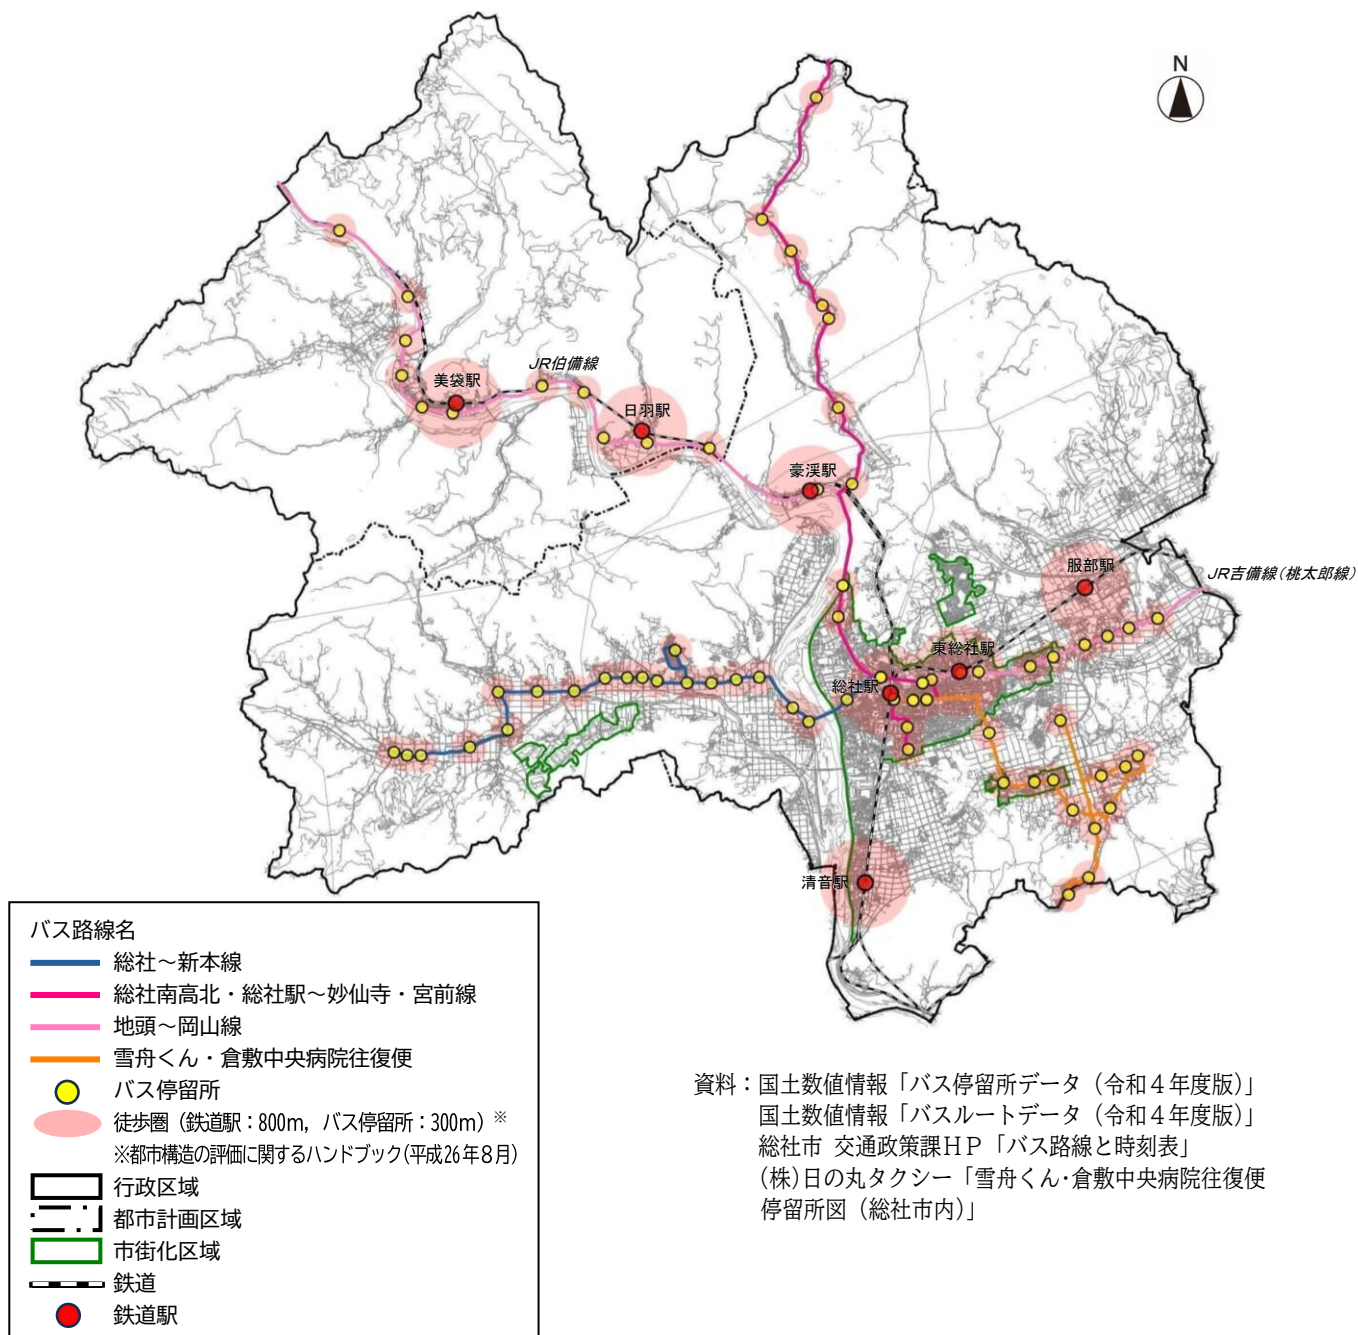 N
JR伯備線
美袋駅
日羽駅
豪渓駅
服部駅
JR吉備線(桃太郎線)
東総社駅
総社駅
清音駅
バス路線名
総社～新本線
総社南高北・総社駅～妙仙寺・宮前線
地頭～岡山線
雪舟くん・倉敷中央病院往復便
バス停留所
徒歩圏（鉄道駅：800m，バス停留所：300m）※
※都市構造の評価に関するハンドブック(平成26年8月)
行政区域
都市計画区域
市街化区域
鉄道
鉄道駅
資料：国土数値情報「バス停留所データ（令和４年度版）」
国土数値情報「バスルートデータ（令和４年度版）」
総社市 交通政策課ＨＰ「バス路線と時刻表」
(株)日の丸タクシー「雪舟くん・倉敷中央病院往復便
停留所図（総社市内）」